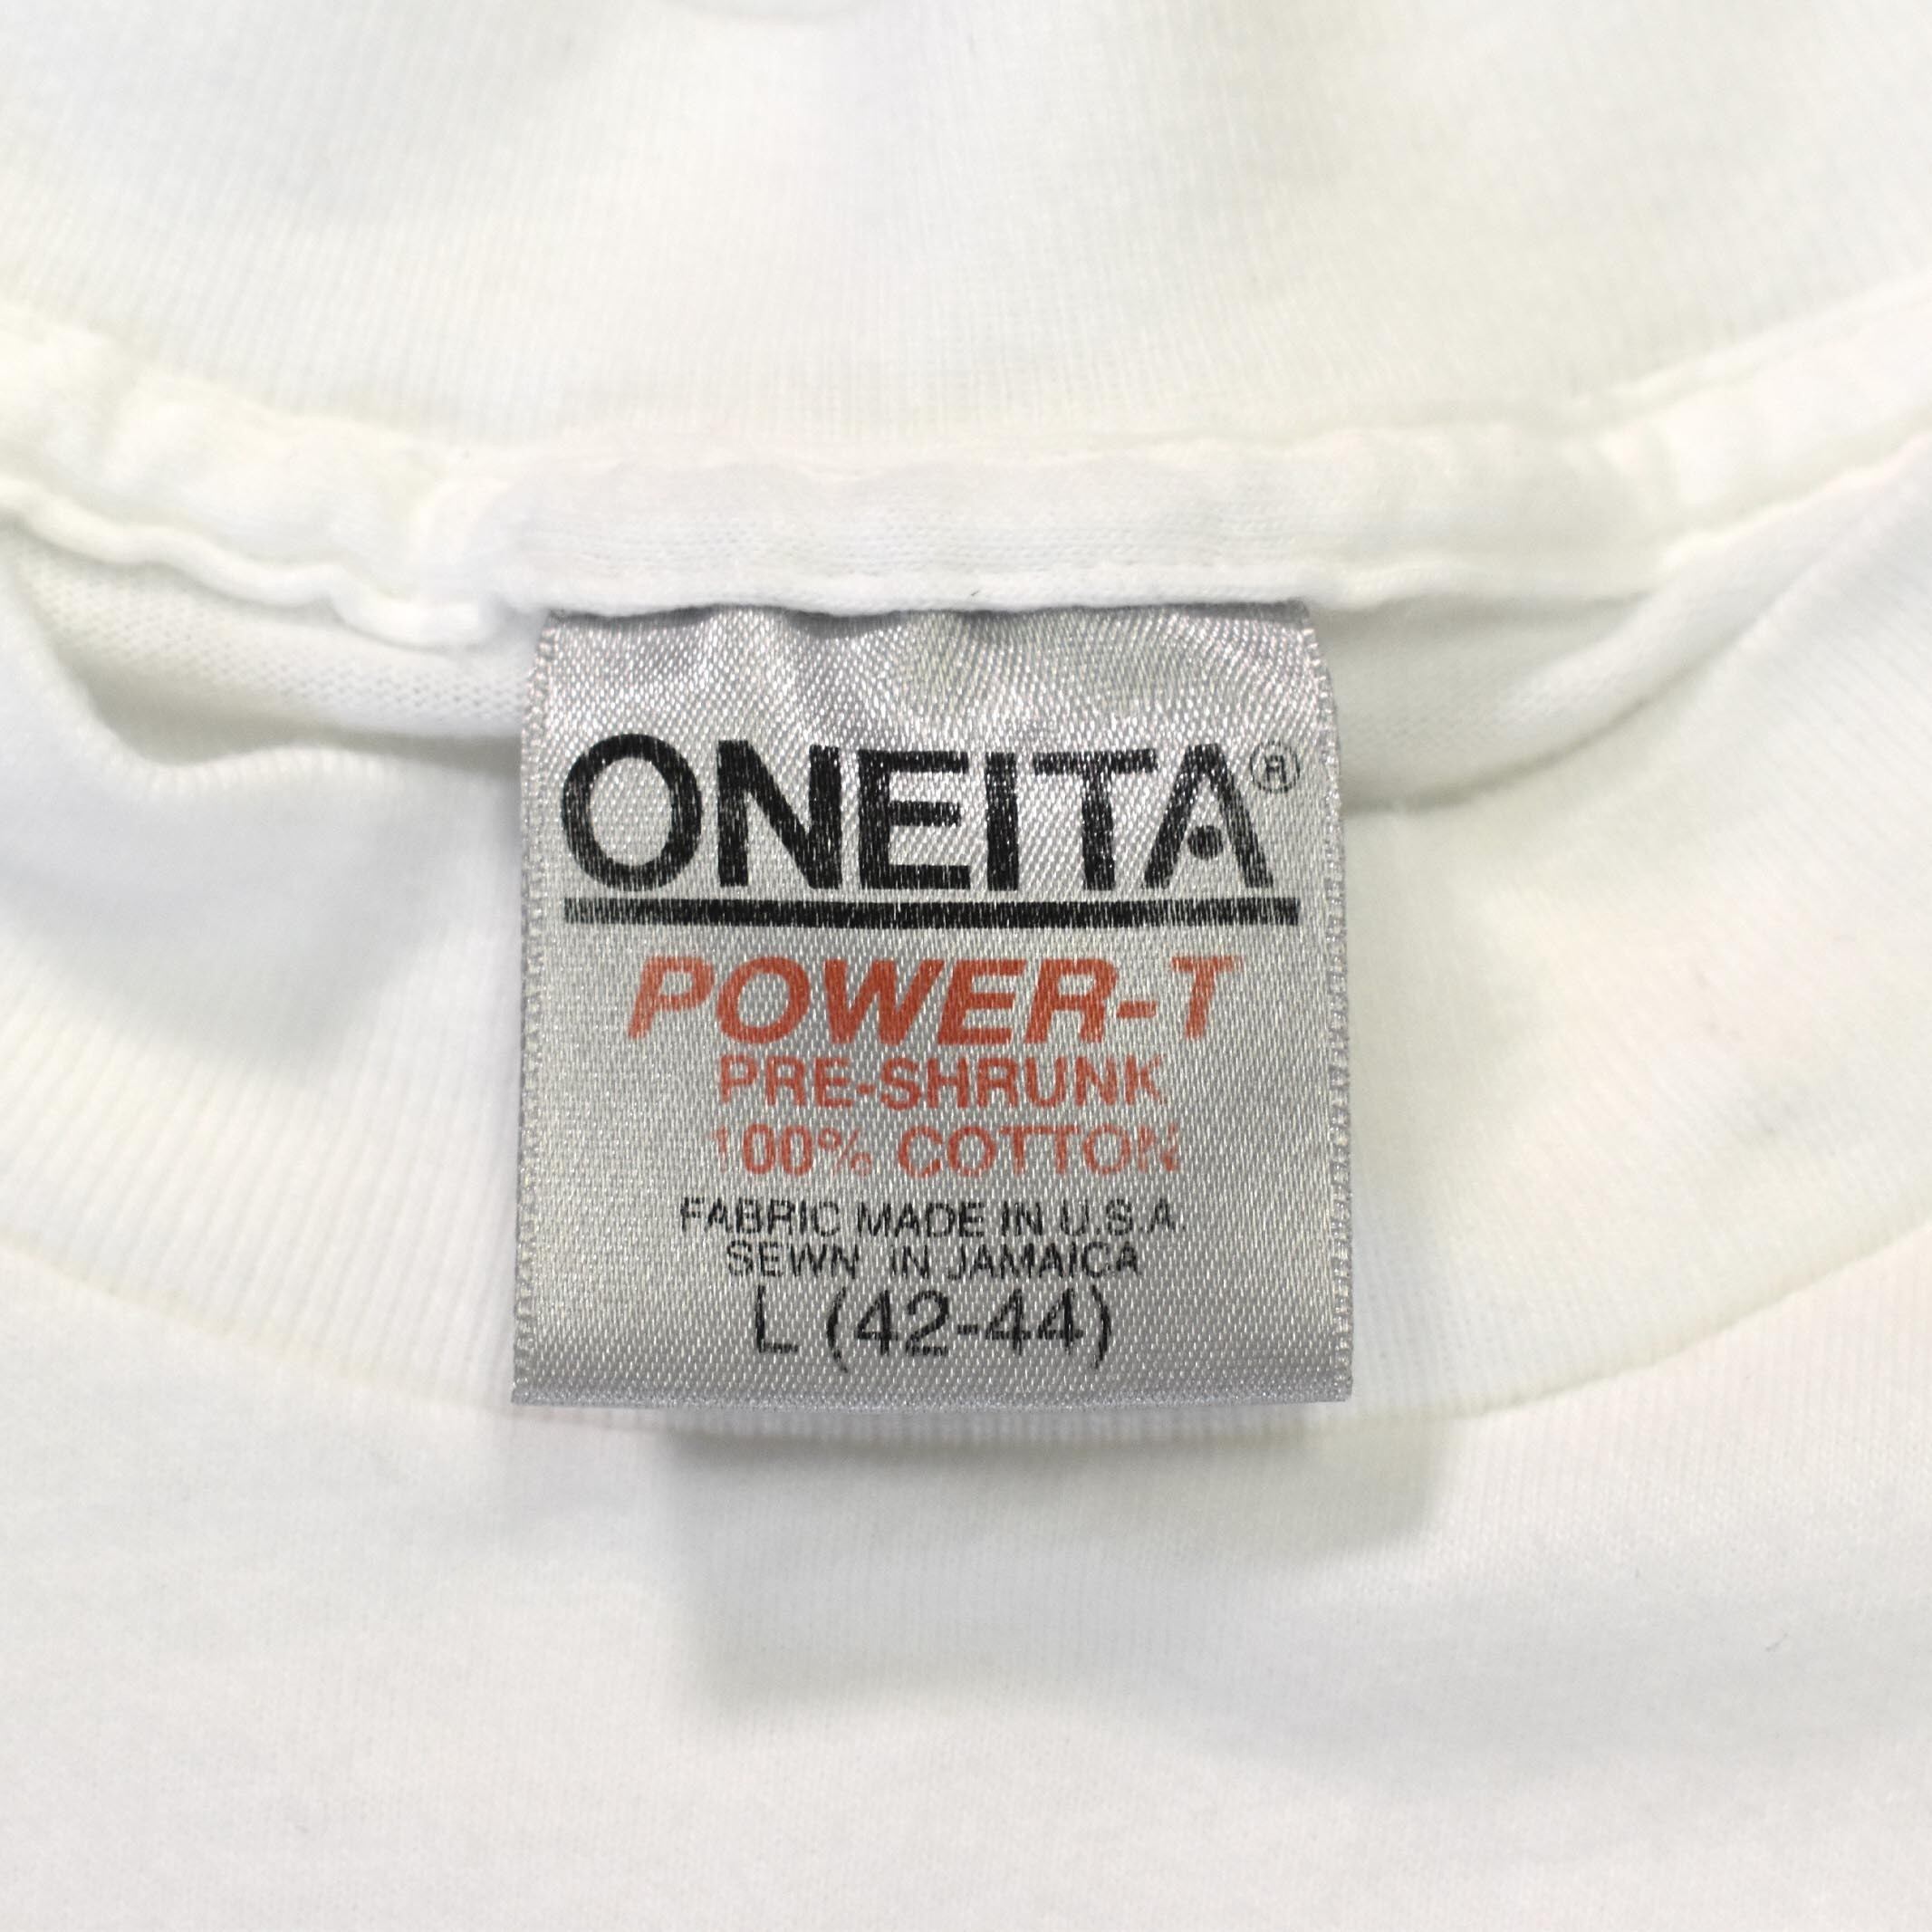 ONEITA®
POWER-T
PRE-SHRUNK
100% COTTON
FABRIC MADE IN U.S.A.
SEWN IN JAMAICA
L (42-44)